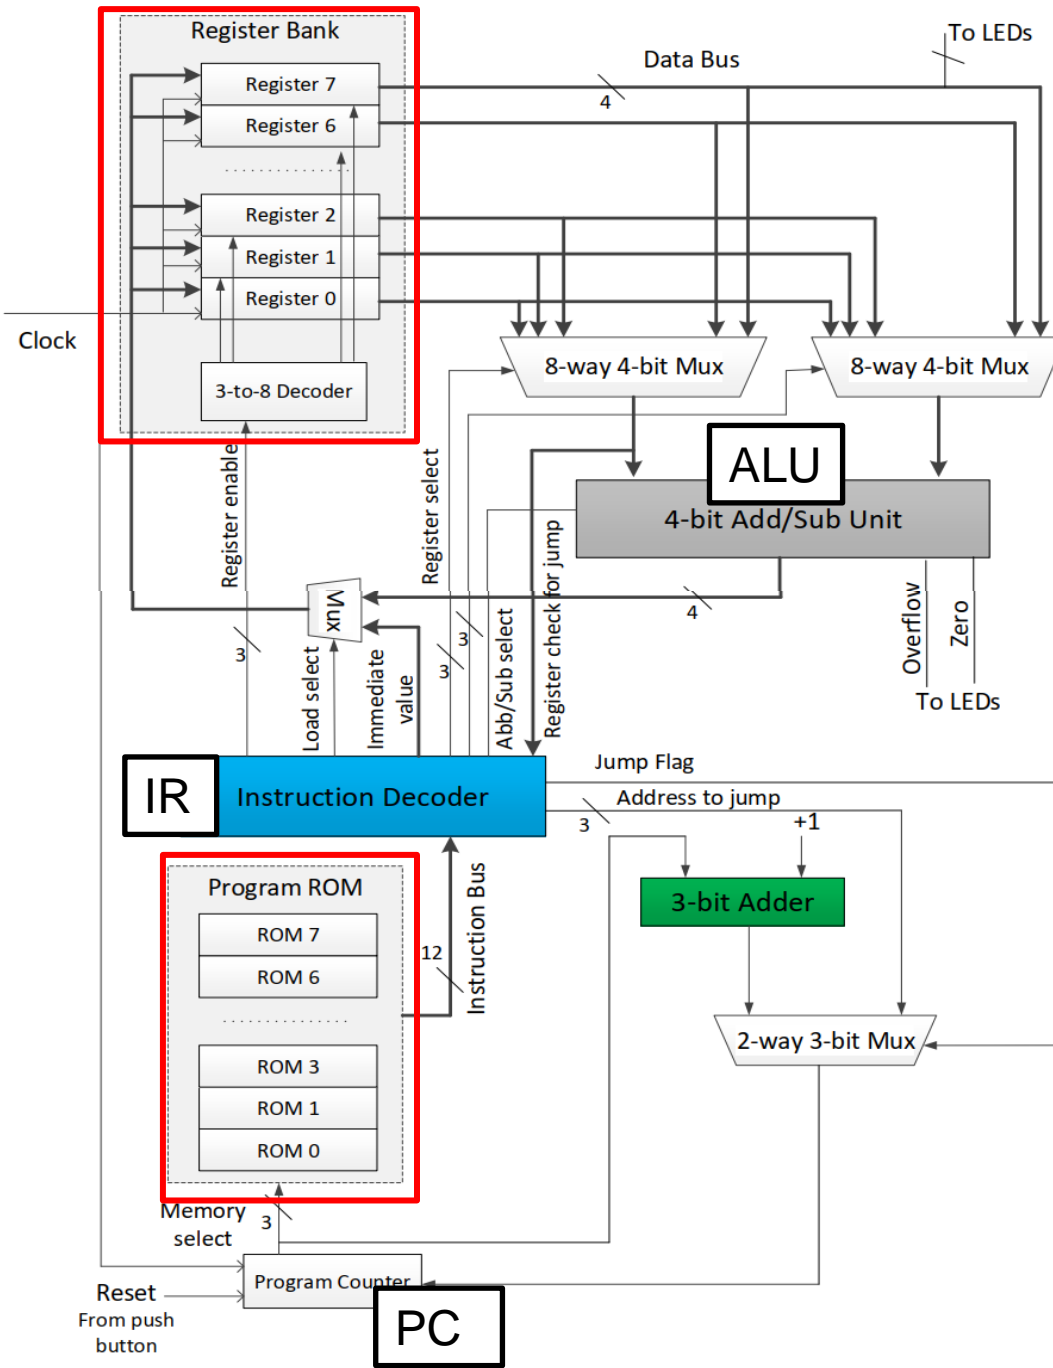 Register Bank
To LEDs
Data Bus
Register 7
4
Register 6
Register 2
Register 1
Register 0
Clock
8-way 4-bit Mux
8-way 4-bit Mux
3-to-8 Decoder
ALU
4-bit Add/Sub Unit
Register enable
Register select
Register check for jump
Mux
4
3
3
3
Load select
Immediate
value
Abb/Sub select
Overflow
Zero
To LEDs
IR
Instruction Decoder
Jump Flag
Address to jump
3
+1
Program ROM
3-bit Adder
ROM 7
ROM 6
12
Instruction Bus
2-way 3-bit Mux
ROM 3
ROM 1
ROM 0
Memory
select
3
Program Counter
PC
Reset
From push
button